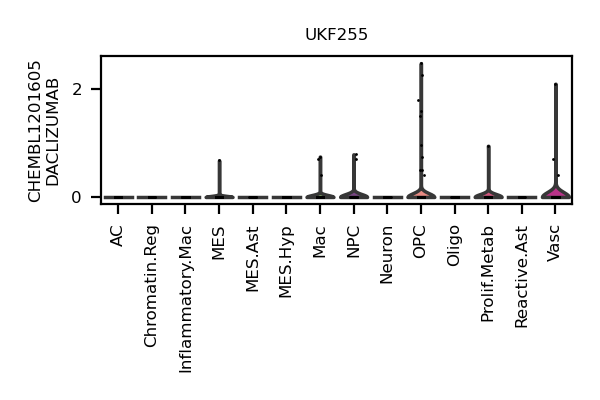 UKF255
CHEMBL1201605
DACLIZUMAB
2
0
AC
Chromatin.Reg
Inflammatory.Mac
MES
MES.Ast
MES.Hyp
Mac
NPC
Neuron
OPC
Oligo
Prolif.Metab
Reactive.Ast
Vasc